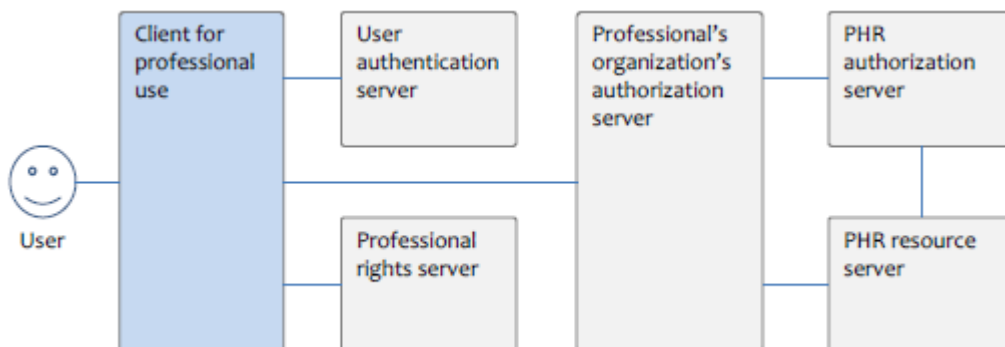 Client for
professional
use
User
authentication
server
Professional's
organization's
authorization
server
PHR
authorization
server
User
Professional
rights server
PHR resource
server